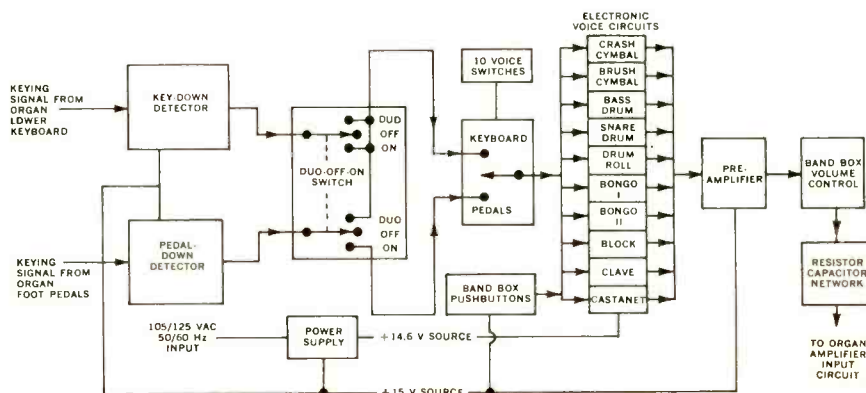 ELECTRONIC
VOICE CIRCUITS
KEYING
SIGNAL FROM
ORGAN
LOWER
KEYBOARD
KEY-DOWN
DETECTOR
DUO-OFF-ON
SWITCH
DUO
OFF
ON
DUO
OFF
ON
10 VOICE
SWITCHES
KEYBOARD
PEDALS
CRASH
CYMBAL
BRUSH
CYMBAL
BASS
DRUM
SNARE
DRUM
DRUM
ROLL
BONGO
I
BONGO
II
BLOCK
CLAVE
CASTANET
PRE-
AMPLIFIER
BAND BOX
VOLUME
CONTROL
RESISTOR
CAPACITOR
NETWORK
TO ORGAN
AMPLIFIER
INPUT
CIRCUIT
KEYING
SIGNAL FROM
ORGAN
FOOT PEDALS
PEDAL-
DOWN
DETECTOR
BAND BOX
PUSHBUTTONS
105/125 VAC
50/60 Hz
INPUT
POWER
SUPPLY
+14.6 V SOURCE
+15 V SOURCE